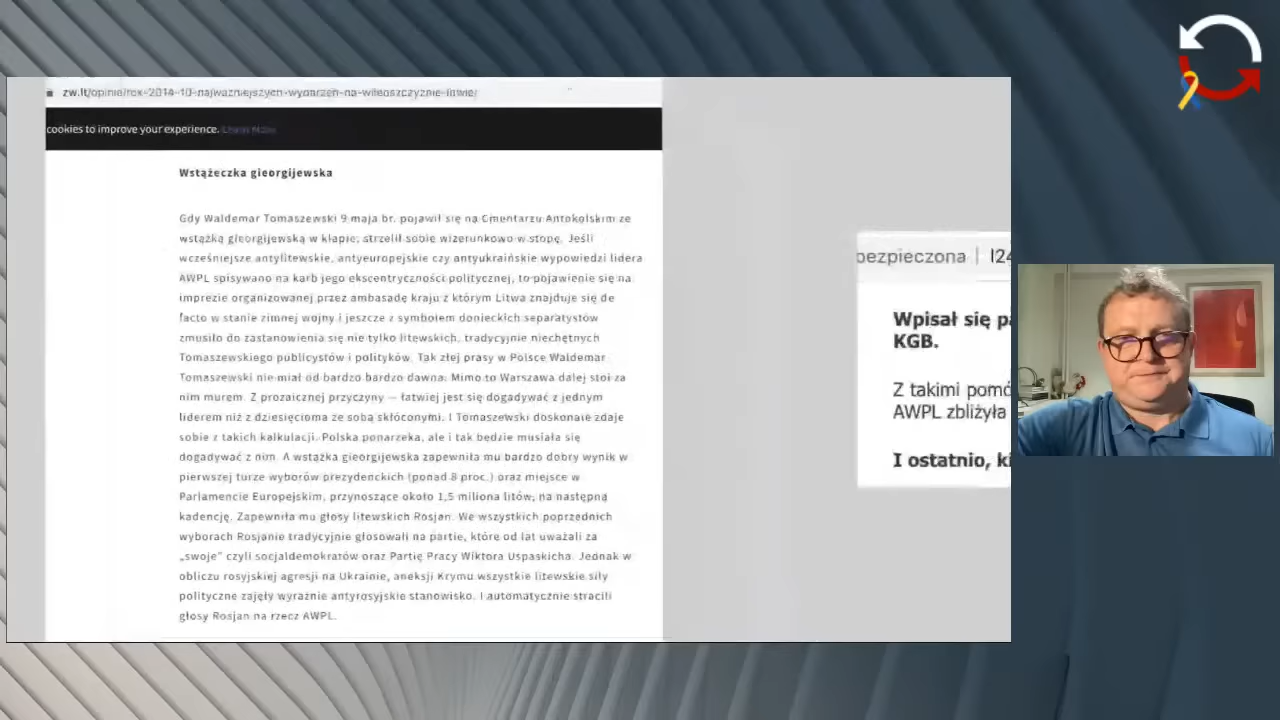 zw.lt/opinie/rok-2014-10-najwazniejszych-wydarzen-na-wilenszczyznie-litwie/
cookies to improve your experience. Learn More
Wstążeczka gieorgijewska
Gdy Waldemar Tomaszewski 9 maja br. pojawił się na Cmentarzu Antokolskim ze
wstążką gieorgijewską w klapie, strzelił sobie wizerunkowo w stopę. Jeśli
wcześniejsze antylitewskie, antyeuropejskie czy antyukraińskie wypowiedzi lidera
AWPL spisywano na karb jego ekscentryczności politycznej, to pojawienie się na
imprezie organizowanej przez ambasadę kraju z którym Litwa znajduje się de
facto w stanie zimnej wojny i jeszcze z symbolem donieckich separatystów
zmusiło do zastanowienia się nie tylko litewskich, tradycyjnie niechętnych
Tomaszewskiego publicystów i polityków. Tak złej prasy w Polsce Waldemar
Tomaszewski nie miał od bardzo bardzo dawna. Mimo to Warszawa dalej stoi za
nim murem. Z prozaicznej przyczyny — łatwiej jest się dogadywać z jednym
liderem niż z dziesięcioma ze sobą skłóconymi. I Tomaszewski doskonale zdaje
sobie z takich kalkulacji. Polska ponarzeka, ale i tak będzie musiała się
dogadywać z nim. A wstążka gieorgijewska zapewniła mu bardzo dobry wynik w
pierwszej turze wyborów prezydenckich (ponad 8 proc.) oraz miejsce w
Parlamencie Europejskim, przynoszące około 1,5 miliona litów, na następną
kadencję. Zapewniła mu głosy litewskich Rosjan. We wszystkich poprzednich
wyborach Rosjanie tradycyjnie głosowali na partie, które od lat uważali za
„swoje” czyli socjaldemokratów oraz Partię Pracy Wiktora Uspaskicha. Jednak w
obliczu rosyjskiej agresji na Ukrainie, aneksji Krymu wszystkie litewskie siły
polityczne zajęły wyraźnie antyrosyjskie stanowisko. I automatycznie stracili
głosy Rosjan na rzecz AWPL.
bezpieczona | l24
Wpisał się pa
KGB.
Z takimi pomó
AWPL zbliżyła
I ostatnio, ki